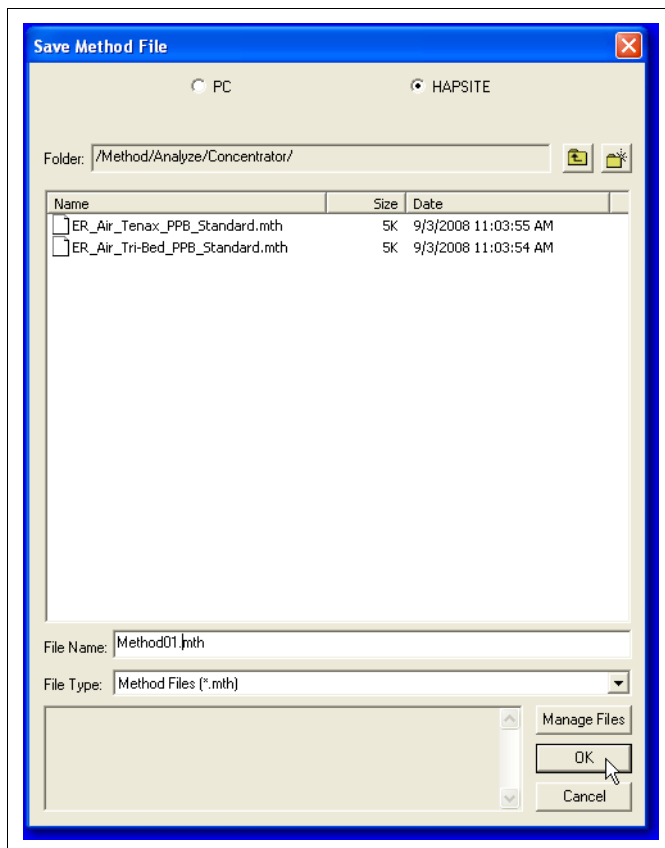 Save Method File
PC HAPSITE
Folder: /Method/Analyze/Concentrator/
Name Size Date
ER_Air_Tenax_PPB_Standard.mth 5K 9/3/2008 11:03:55 AM
ER_Air_Tri-Bed_PPB_Standard.mth 5K 9/3/2008 11:03:54 AM
File Name: Method01.mth
File Type: Method Files (*.mth)
Manage Files
OK
Cancel